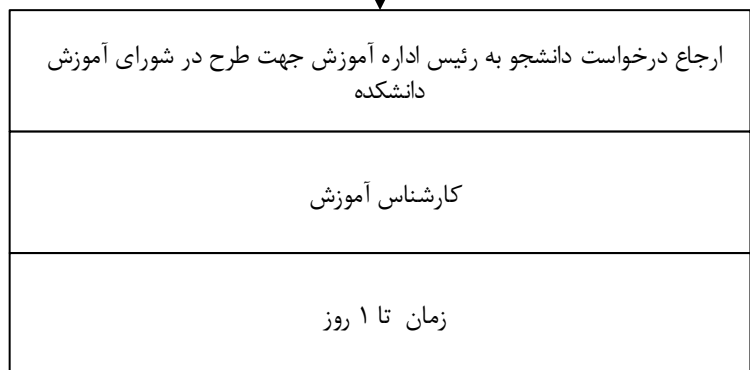 ارجاع درخواست دانشجو به رئیس اداره آموزش جهت طرح در شورای آموزش
دانشکده
کارشناس آموزش
زمان تا ۱ روز